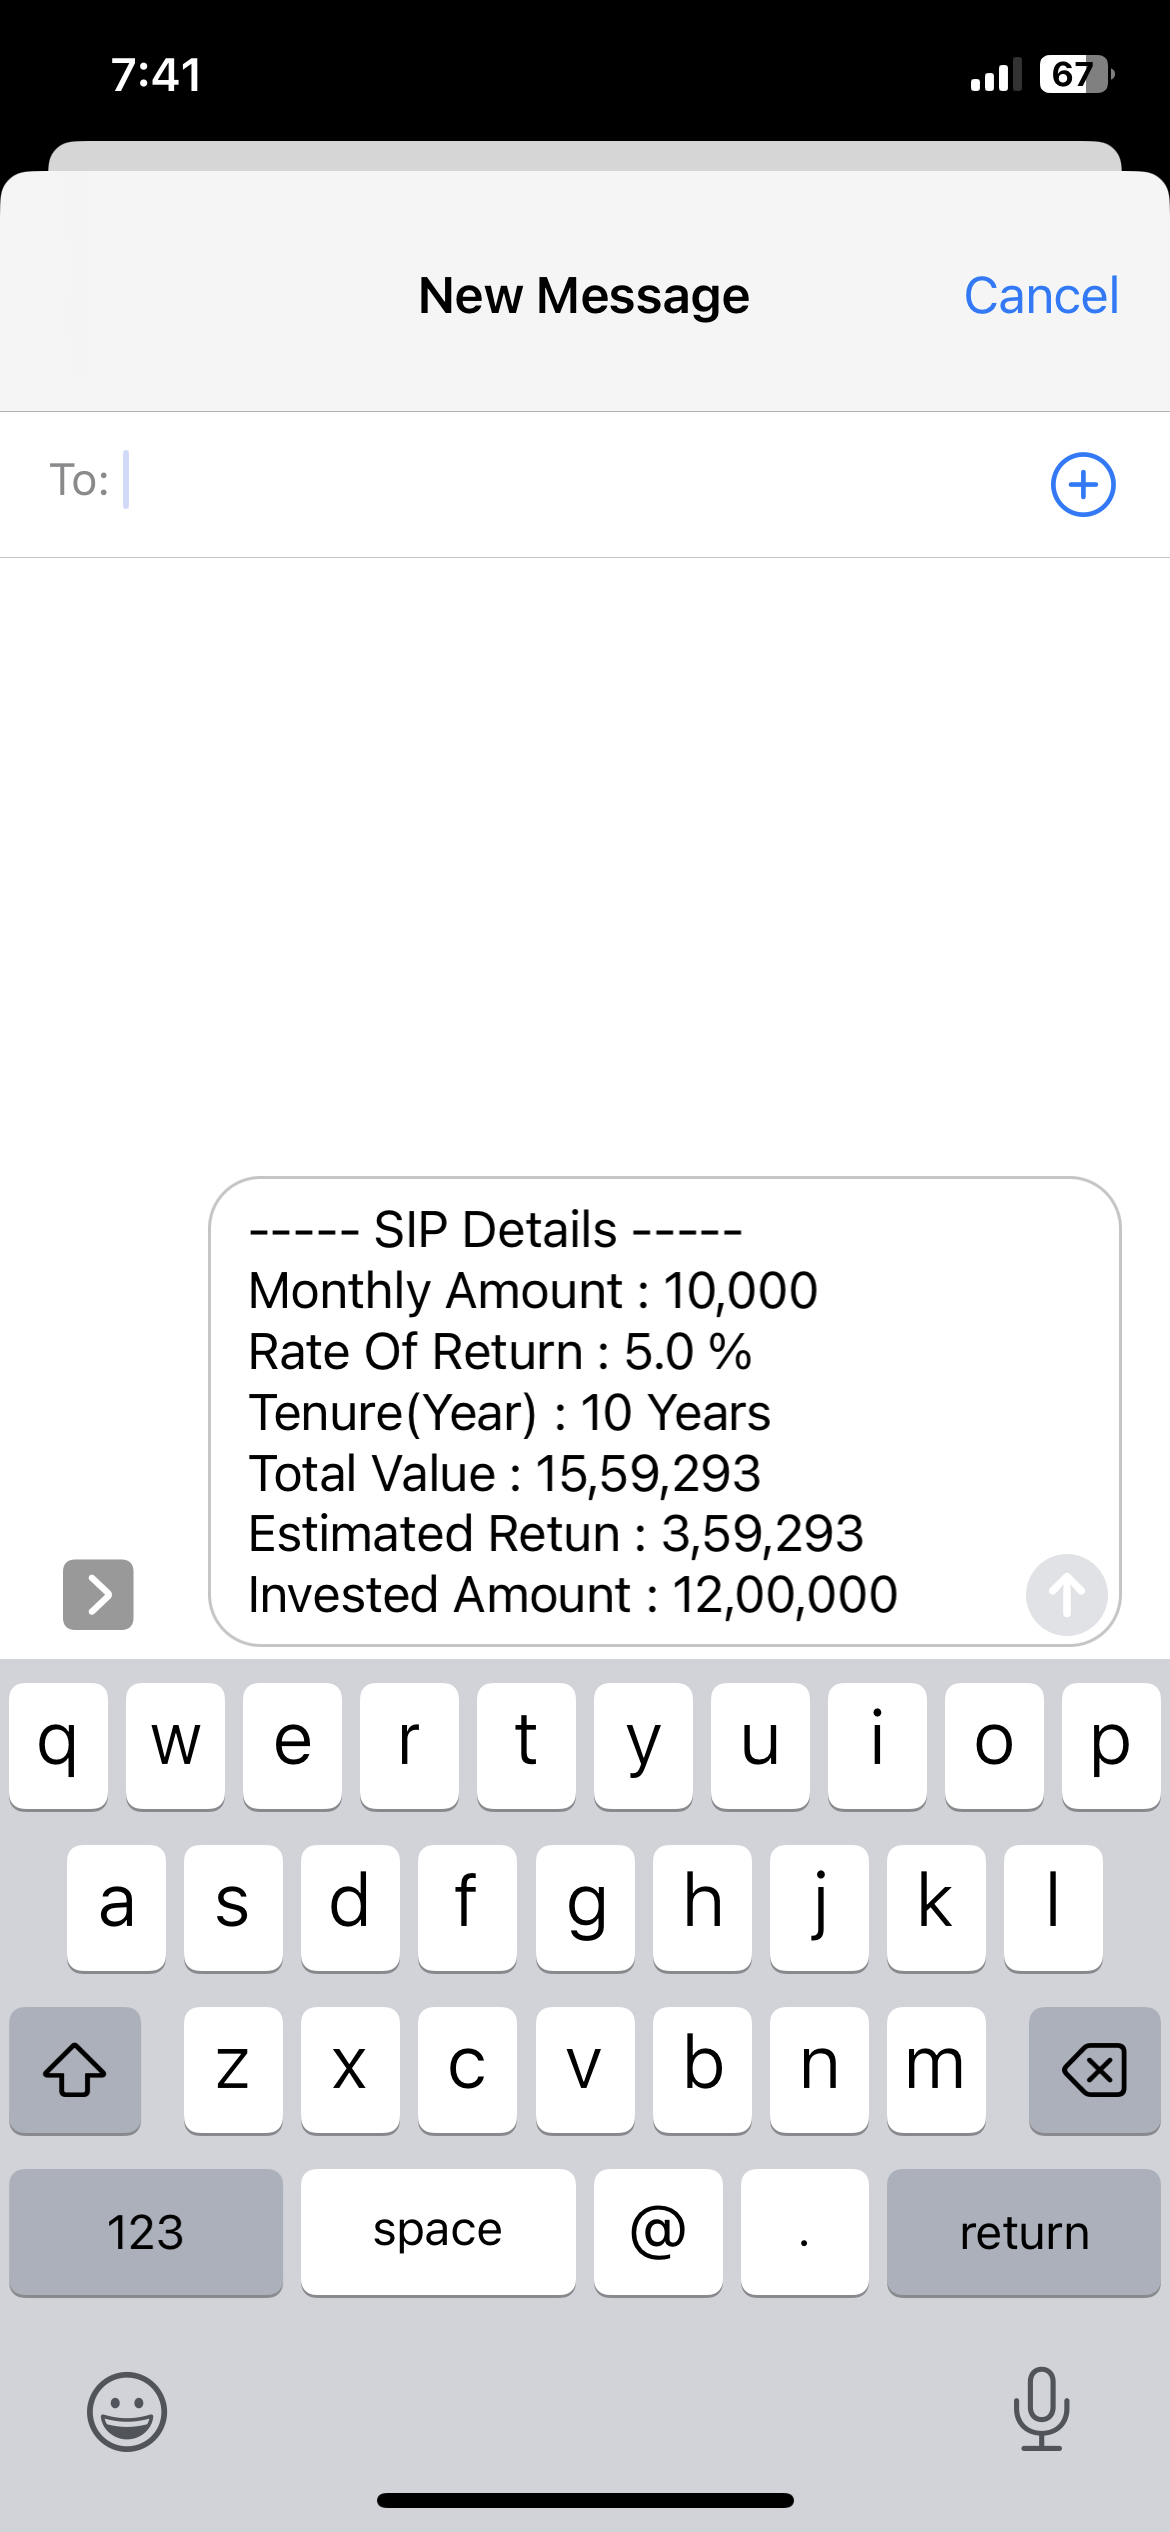 7:41
67
New Message
Cancel
To:
----- SIP Details -----
Monthly Amount : 10,000
Rate Of Return : 5.0 %
Tenure(Year) : 10 Years
Total Value : 15,59,293
Estimated Retun : 3,59,293
Invested Amount : 12,00,000
q w e r t y u i o p
a s d f g h j k l
z x c v b n m
123 space @ . return